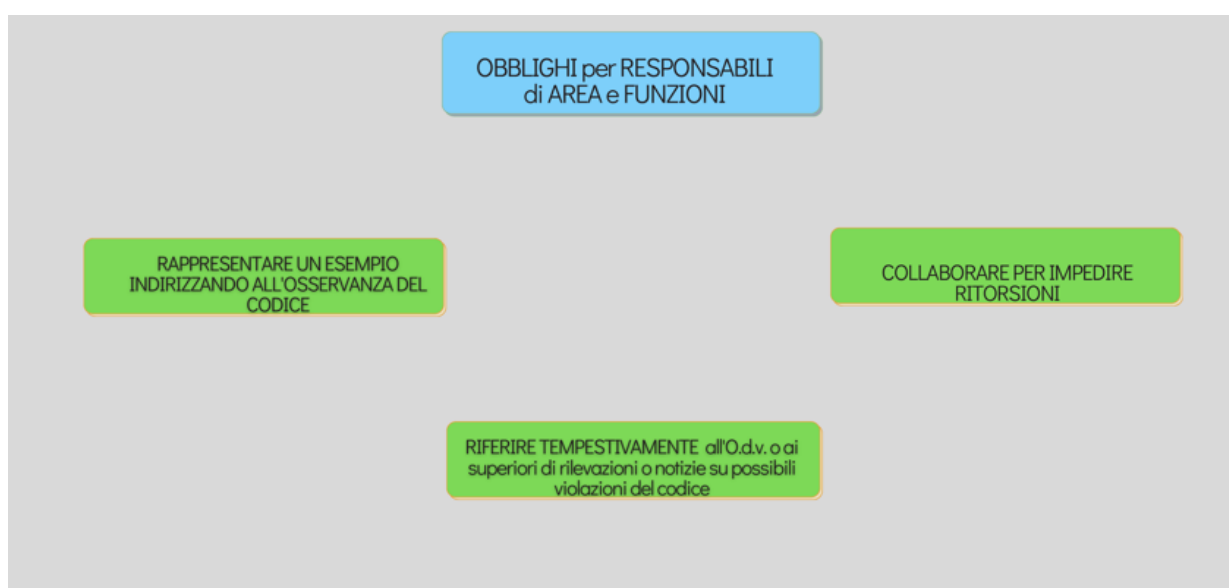 OBBLIGHI per RESPONSABILI
di AREA e FUNZIONI
RAPPRESENTARE UN ESEMPIO
INDIRIZZANDO ALL'OSSERVANZA DEL
CODICE
COLLABORARE PER IMPEDIRE
RITORSIONI
RIFERIRE TEMPESTIVAMENTE all'O.d.v. o ai
superiori di rilevazioni o notizie su possibili
violazioni del codice